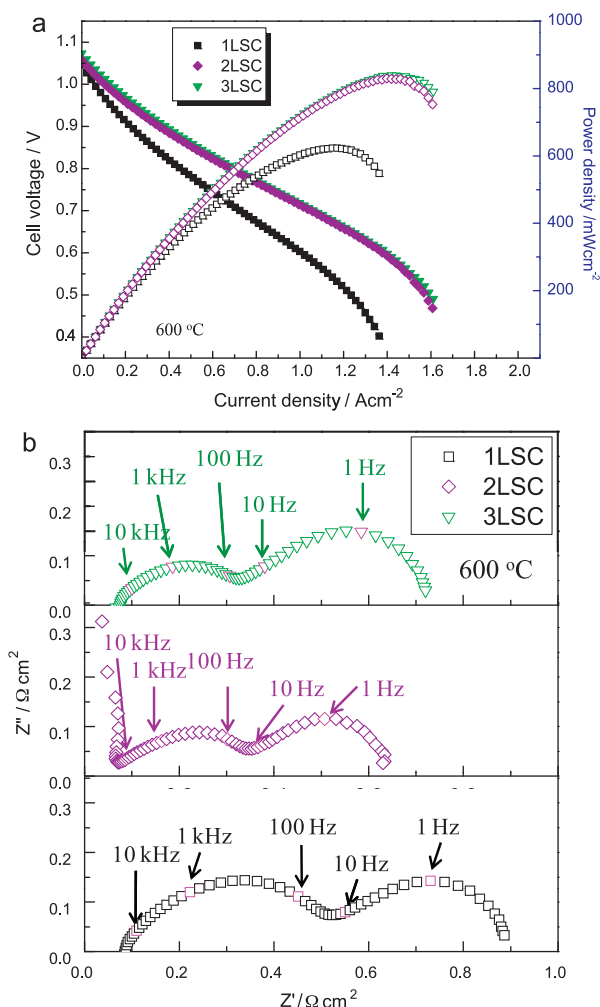 a
1LSC
2LSC
3LSC
1.1
1.0
0.9
0.8
0.7
0.6
0.5
0.4
Cell voltage / V
800
600
400
200
0
Power density /mWcm-2
600 oC
0.0 0.2 0.4 0.6 0.8 1.0 1.2 1.4 1.6 1.8 2.0
Current density / Acm-2
b
1LSC
2LSC
3LSC
600 oC
0.3
0.1
0.0
10 kHz
1 kHz
100 Hz
10 Hz
1 Hz
0.3
0.1
0.0
10 kHz
1 kHz
100 Hz
10 Hz
1 Hz
0.3
0.1
0.0
10 kHz
1 kHz
100 Hz
10 Hz
1 Hz
Z'' / Ω cm2
0.0 0.2 0.4 0.6 0.8 1.0
Z' / Ω cm2